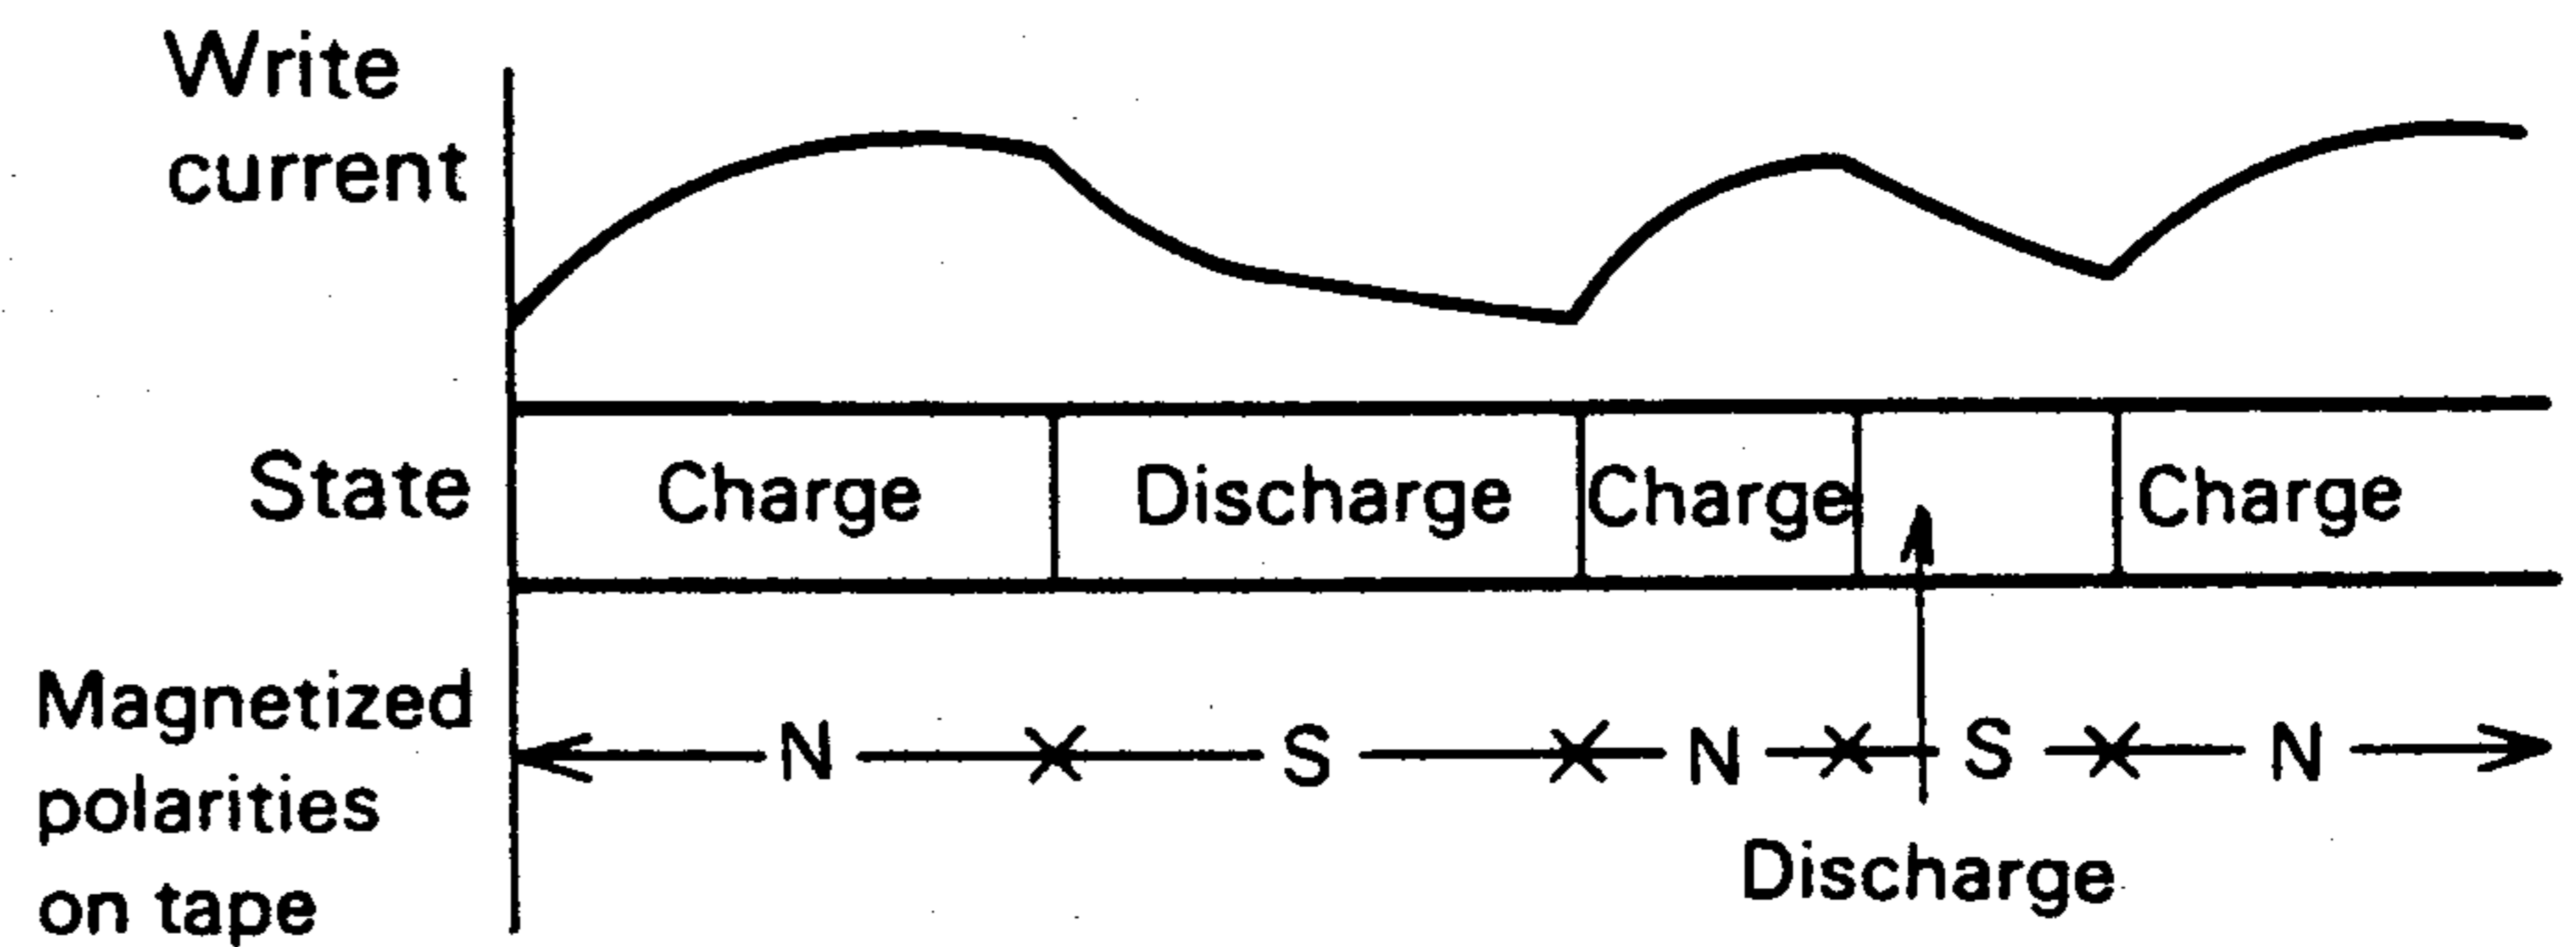 Write
current
State
Charge
Discharge
Charge
Charge
Magnetized
polarities
on tape
N
S
N
S
N
Discharge